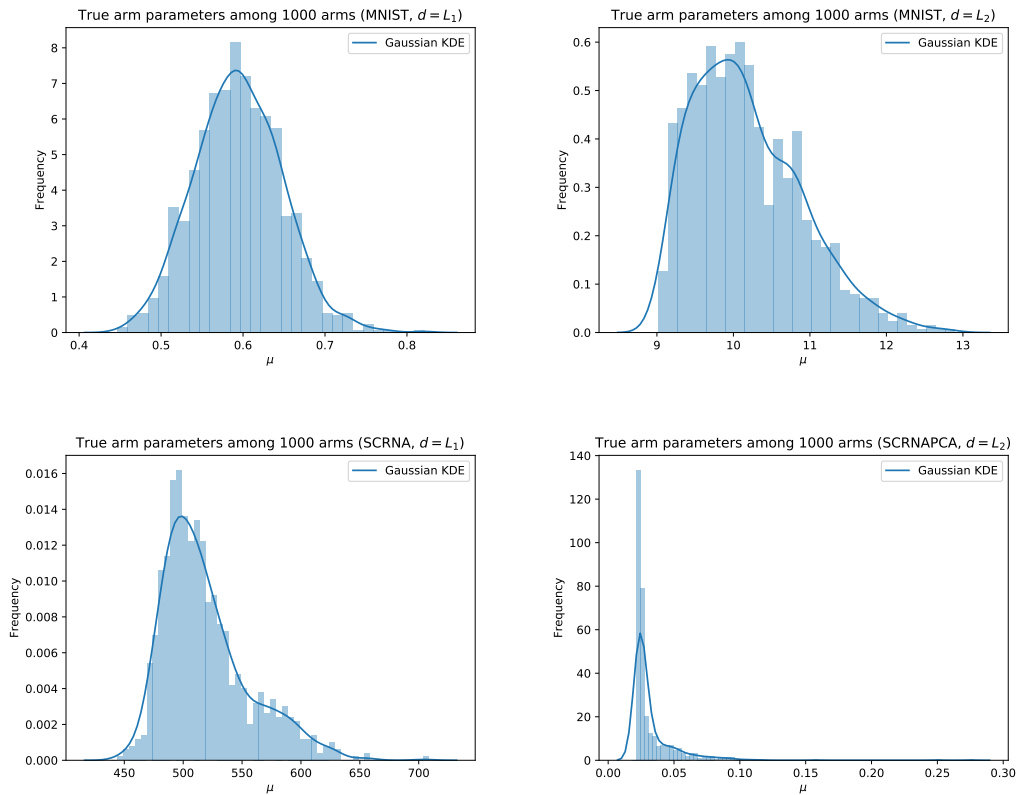 True arm parameters among 1000 arms (MNIST, d = L₁)
Gaussian KDE
Frequency
8
7
6
5
4
3
2
1
0
0.4 0.5 0.6 0.7 0.8
μ
True arm parameters among 1000 arms (MNIST, d = L₂)
Gaussian KDE
Frequency
0.6
0.5
0.4
0.3
0.2
0.1
0.0
9 10 11 12 13
μ
True arm parameters among 1000 arms (SCRNA, d = L₁)
Gaussian KDE
Frequency
0.016
0.014
0.012
0.010
0.008
0.006
0.004
0.002
0.000
450 500 550 600 650 700
μ
True arm parameters among 1000 arms (SCRNAPCA, d = L₂)
Gaussian KDE
Frequency
140
120
100
80
60
40
20
0
0.00 0.05 0.10 0.15 0.20 0.25 0.30
μ